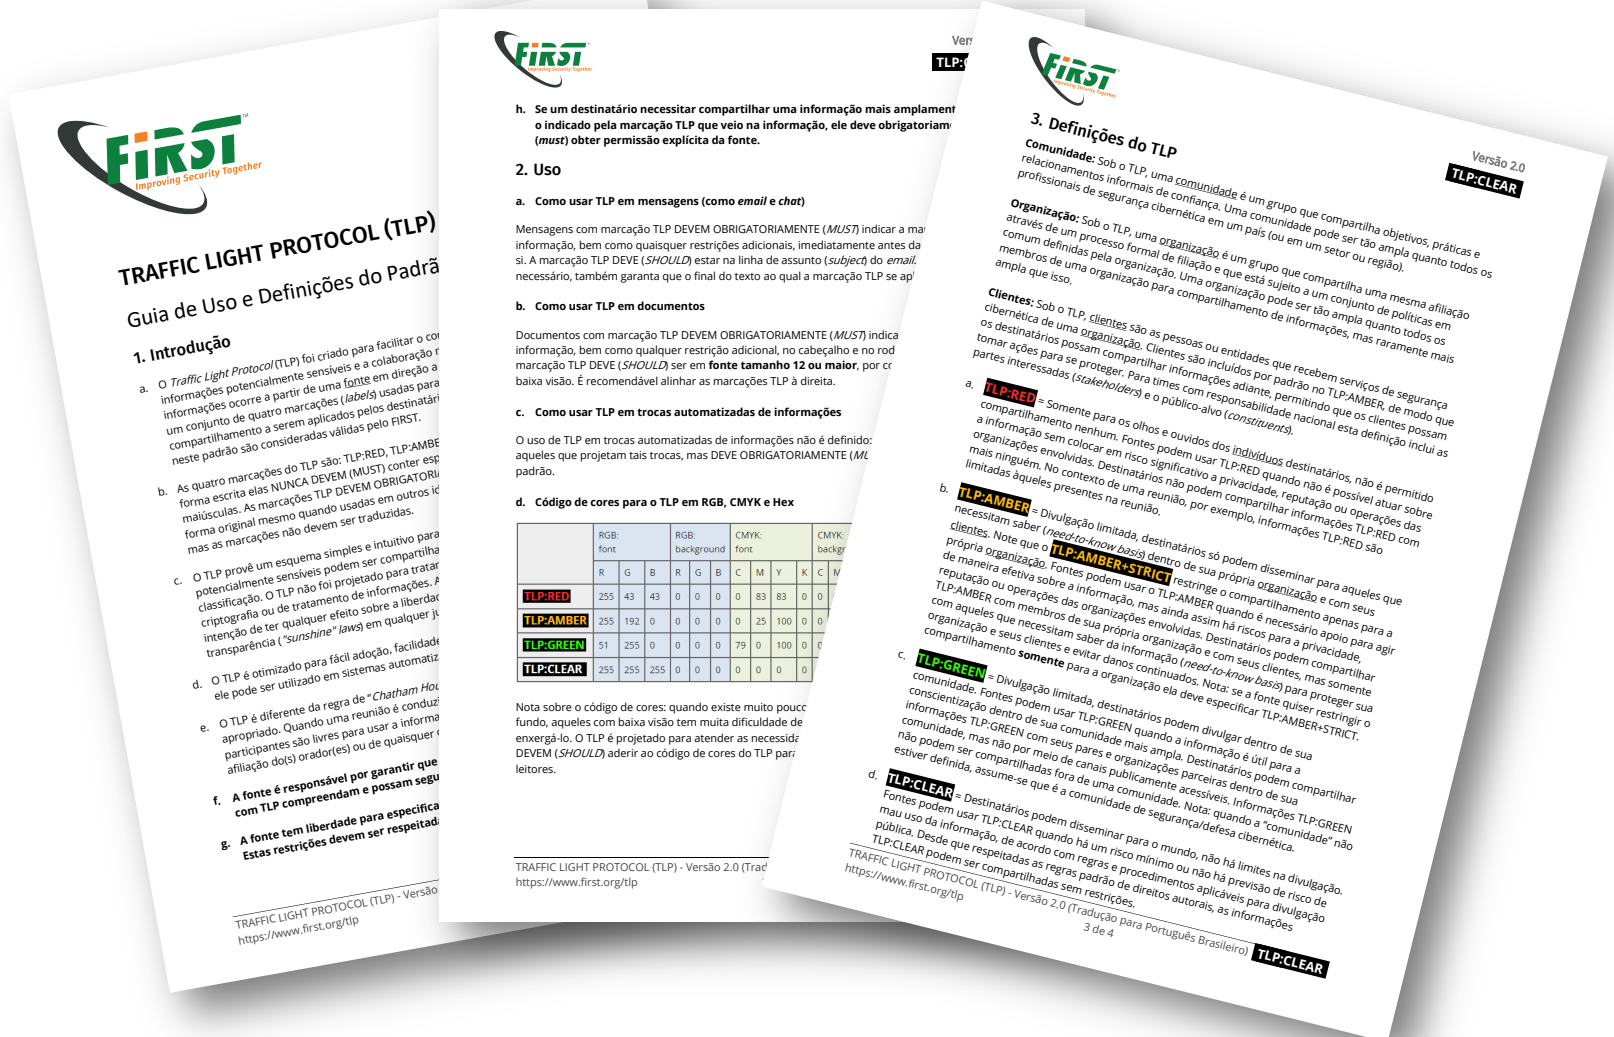 FiRST
Improving Security Together
TRAFFIC LIGHT PROTOCOL (TLP)
Guia de Uso e Definições do Padrã
1. Introdução
a. O Traffic Light Protocol (TLP) foi criado para facilitar o
informações potencialmente sensíveis e a colaboração
informações ocorre a partir de uma fonte em direção a
um conjunto de quatro marcações (labels) usadas para
compartilhamento a serem aplicados pelos
neste padrão são consideradas válidas pelo FIRST.
b. As quatro marcações do TLP são: TLP:RED, TLP:AMBE
forma escrita elas NUNCA DEVEM (MUST) conter
maiúsculas. As marcações TLP DEVEM
forma original mesmo quando usadas em outros
mas as marcações não devem ser traduzidas.
c. O TLP provê um esquema simples e intuitivo para
potencialmente sensíveis podem ser
classificação. O TLP não foi projetado para
criptografia ou de tratamento de informações.
intenção de ter qualquer efeito sobre a
transparência ("sunshine" laws) em qualquer
d. O TLP é otimizado para fácil adoção,
ele pode ser utilizado em sistemas
e. O TLP é diferente da regra de "Chatham
apropriado. Quando uma reunião é
participantes são livres para usar a
afiliação do(s) orador(es) ou de quaisquer
f. A fonte é responsável por garantir que
com TLP compreendam e possam
g. A fonte tem liberdade para
Estas restrições devem ser
TRAFFIC LIGHT PROTOCOL (TLP) - Versão
https://www.first.org/tlp
FiRST
Improving Security Together
h. Se um destinatário necessitar compartilhar uma informação mais
o indicado pela marcação TLP que veio na informação, ele deve
(must) obter permissão explícita da fonte.
2. Uso
a. Como usar TLP em mensagens (como email e chat)
Mensagens com marcação TLP DEVEM OBRIGATORIAMENTE (MUST) indicar a
informação, bem como quaisquer restrições adicionais, imediatamente antes da
si. A marcação TLP DEVE (SHOULD) estar na linha de assunto (subject) do email.
necessário, também garanta que o final do texto ao qual a marcação TLP se
b. Como usar TLP em documentos
Documentos com marcação TLP DEVEM OBRIGATORIAMENTE (MUST)
informação, bem como qualquer restrição adicional, no cabeçalho e no
marcação TLP DEVE (SHOULD) ser em fonte tamanho 12 ou maior, por
baixa visão. É recomendável alinhar as marcações TLP à direita.
c. Como usar TLP em trocas automatizadas de informações
O uso de TLP em trocas automatizadas de informações não é definido:
aqueles que projetam tais trocas, mas DEVE OBRIGATORIAMENTE
padrão.
d. Código de cores para o TLP em RGB, CMYK e Hex
RGB: RGB: CMYK: CMYK:
font background font
R G B R G B C M Y K C
TLP:RED 255 43 43 0 0 0 0 83 83 0 0
TLP:AMBER 255 192 0 0 0 0 0 25 100 0 0
TLP:GREEN 51 255 0 0 0 0 79 0 100 0 0
TLP:CLEAR 255 255 255 0 0 0 0 0 0 0
Nota sobre o código de cores: quando existe muito pouco
fundo, aqueles com baixa visão tem muita dificuldade de
enxergá-lo. O TLP é projetado para atender as
DEVEM (SHOULD) aderir ao código de cores do TLP para
leitores.
TRAFFIC LIGHT PROTOCOL (TLP) - Versão 2.0
https://www.first.org/tlp
FiRST
Improving Security Together
Versão 2.0
TLP:CLEAR
3. Definições do TLP
Comunidade: Sob o TLP, uma comunidade é um grupo que compartilha objetivos, práticas e
relacionamentos informais de confiança. Uma comunidade pode ser tão ampla quanto todos os
profissionais de segurança cibernética em um país (ou em um setor ou região).
Organização: Sob o TLP, uma organização é um grupo que compartilha uma mesma afiliação
através de um processo formal de filiação e que está sujeito a um conjunto de políticas em
comum definidas pela organização. Uma organização pode ser tão ampla quanto todos os
membros de uma organização para compartilhamento de informações, mas raramente mais
ampla que isso.
Clientes: Sob o TLP, clientes são as pessoas ou entidades que recebem serviços de segurança
cibernética de uma organização. Clientes são incluídos por padrão no TLP:AMBER, de modo que
os destinatários possam compartilhar informações adiante, permitindo que os clientes possam
tomar ações para se proteger. Para times com responsabilidade nacional esta definição inclui as
partes interessadas (stakeholders) e o público-alvo (constituents).
a. TLP:RED = Somente para os olhos e ouvidos dos indivíduos destinatários, não é permitido
compartilhamento nenhum. Fontes podem usar TLP:RED quando não é possível atuar sobre
a informação sem colocar em risco significativo a privacidade, reputação ou operações das
organizações envolvidas. Destinatários não podem compartilhar informações TLP:RED com
mais ninguém. No contexto de uma reunião, por exemplo, informações TLP:RED são
limitadas àqueles presentes na reunião.
b. TLP:AMBER = Divulgação limitada, destinatários só podem disseminar para aqueles que
necessitam saber (need-to-know basis) dentro de sua própria organização e com seus
clientes. Note que o TLP:AMBER+STRICT restringe o compartilhamento apenas para a
própria organização. Fontes podem usar o TLP:AMBER quando é necessário apoio para agir
de maneira efetiva sobre a informação, mas ainda assim há riscos para a privacidade,
reputação ou operações das organizações envolvidas. Destinatários podem compartilhar
TLP:AMBER com membros de sua própria organização e com seus clientes, mas somente
com aqueles que necessitam saber da informação (need-to-know basis) para proteger sua
organização e seus clientes e evitar danos continuados. Nota: se a fonte quiser restringir o
compartilhamento somente para a organização ela deve especificar TLP:AMBER+STRICT.
c. TLP:GREEN = Divulgação limitada, destinatários podem divulgar dentro de sua
comunidade. Fontes podem usar TLP:GREEN quando a informação é útil para a
conscientização dentro de sua comunidade mais ampla. Destinatários podem compartilhar
informações TLP:GREEN com seus pares e organizações parceiras dentro de sua
comunidade, mas não por meio de canais publicamente acessíveis. Informações TLP:GREEN
não podem ser compartilhadas fora de uma comunidade. Nota: quando a “comunidade” não
estiver definida, assume-se que é a comunidade de segurança/defesa cibernética.
d. TLP:CLEAR = Destinatários podem disseminar para o mundo, não há limites na divulgação.
Fontes podem usar TLP:CLEAR quando há um risco mínimo ou não há previsão de risco de
mau uso da informação, de acordo com regras e procedimentos aplicáveis para divulgação
pública. Desde que respeitadas as regras padrão de direitos autorais, as informações
TLP:CLEAR podem ser compartilhadas sem restrições.
TRAFFIC LIGHT PROTOCOL (TLP) - Versão 2.0 (Tradução para Português Brasileiro)
https://www.first.org/tlp
3 de 4
TLP:CLEAR